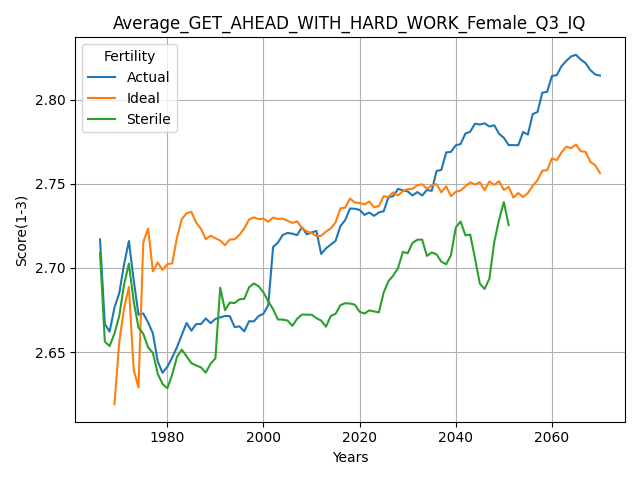 Average_GET_AHEAD_WITH_HARD_WORK_Female_Q3_IQ
Fertility
Actual
Ideal
Sterile
Score(1-3)
2.80
2.75
2.70
2.65
1980 2000 2020 2040 2060
Years